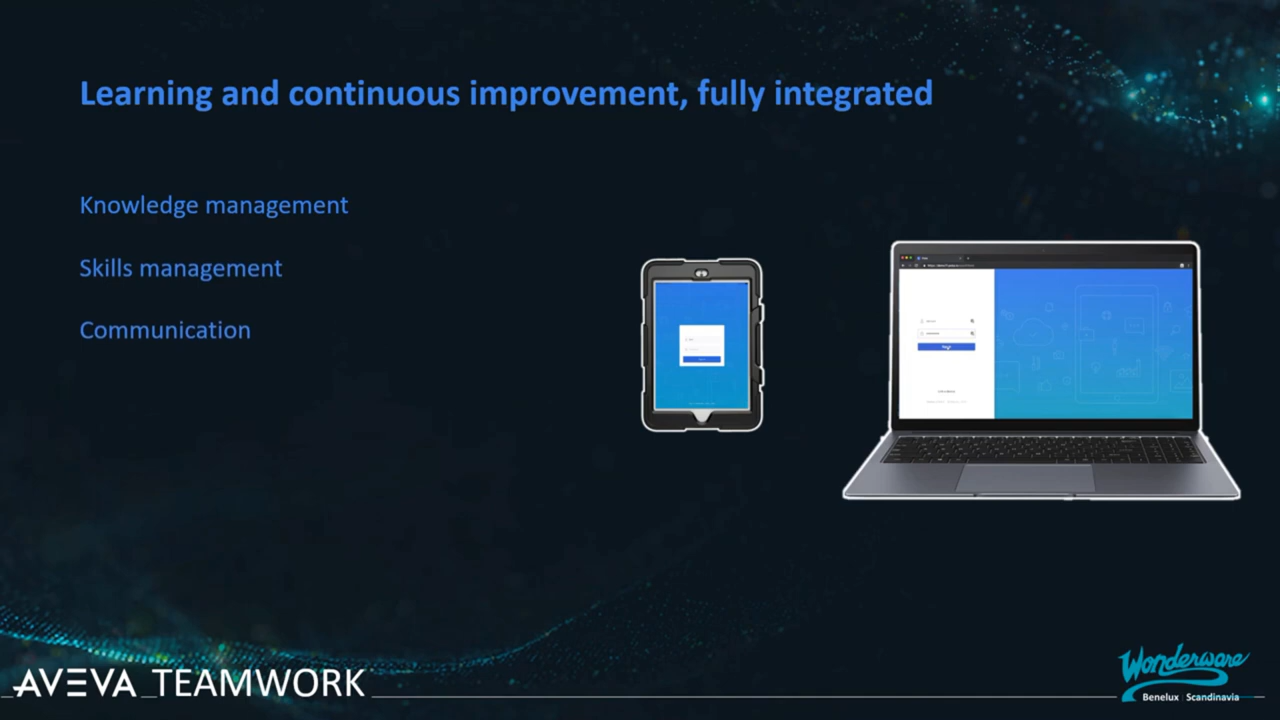 Learning and continuous improvement, fully integrated
Knowledge management
Skills management
Communication
AVEVA TEAMWORK
Wonderware
Benelux Scandinavia